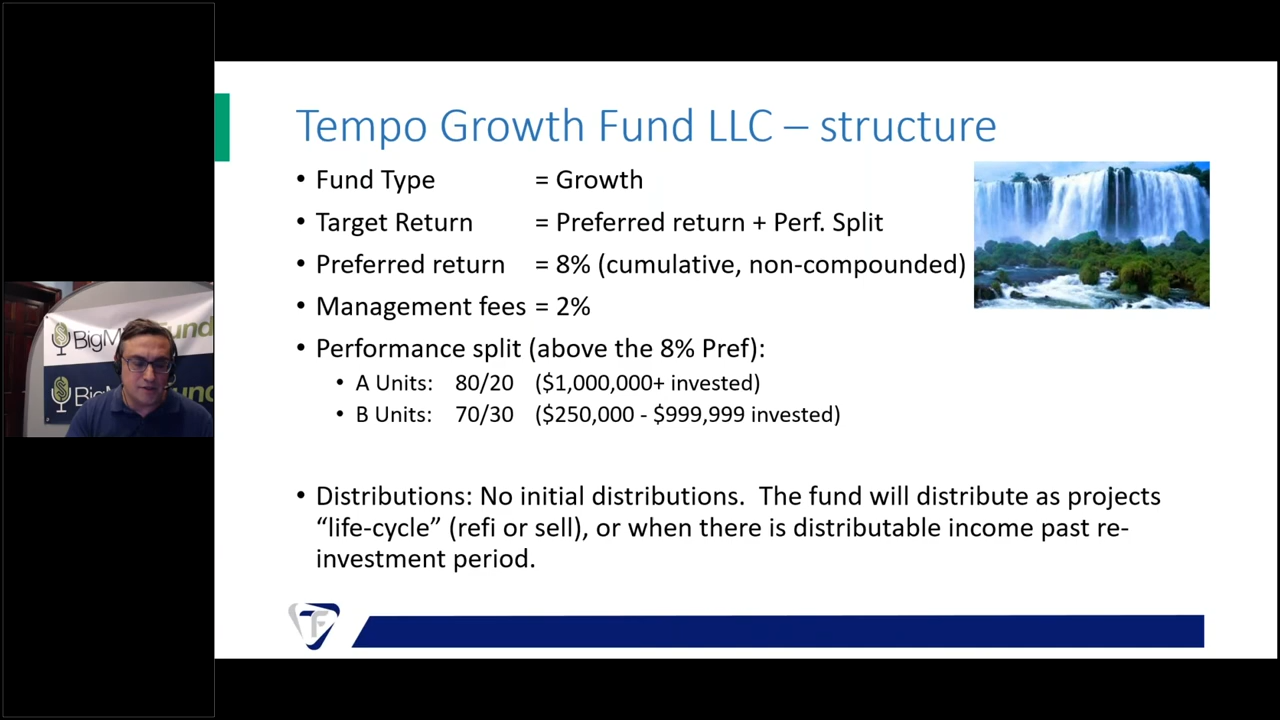 Tempo Growth Fund LLC – structure
• Fund Type = Growth
• Target Return = Preferred return + Perf. Split
• Preferred return = 8% (cumulative, non-compounded)
• Management fees = 2%
• Performance split (above the 8% Pref):
• A Units: 80/20 ($1,000,000+ invested)
• B Units: 70/30 ($250,000 - $999,999 invested)
• Distributions: No initial distributions. The fund will distribute as projects
“life-cycle” (refi or sell), or when there is distributable income past re-
investment period.
TF